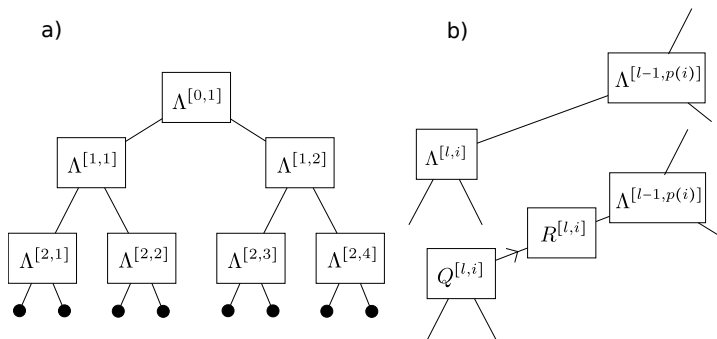 a)
Λ^[0,1]
Λ^[1,1] Λ^[1,2]
Λ^[2,1] Λ^[2,2] Λ^[2,3] Λ^[2,4]
b)
Λ^[l−1,p(i)]
Λ^[l,i]
Λ^[l−1,p(i)]
R^[l,i]
Q^[l,i]